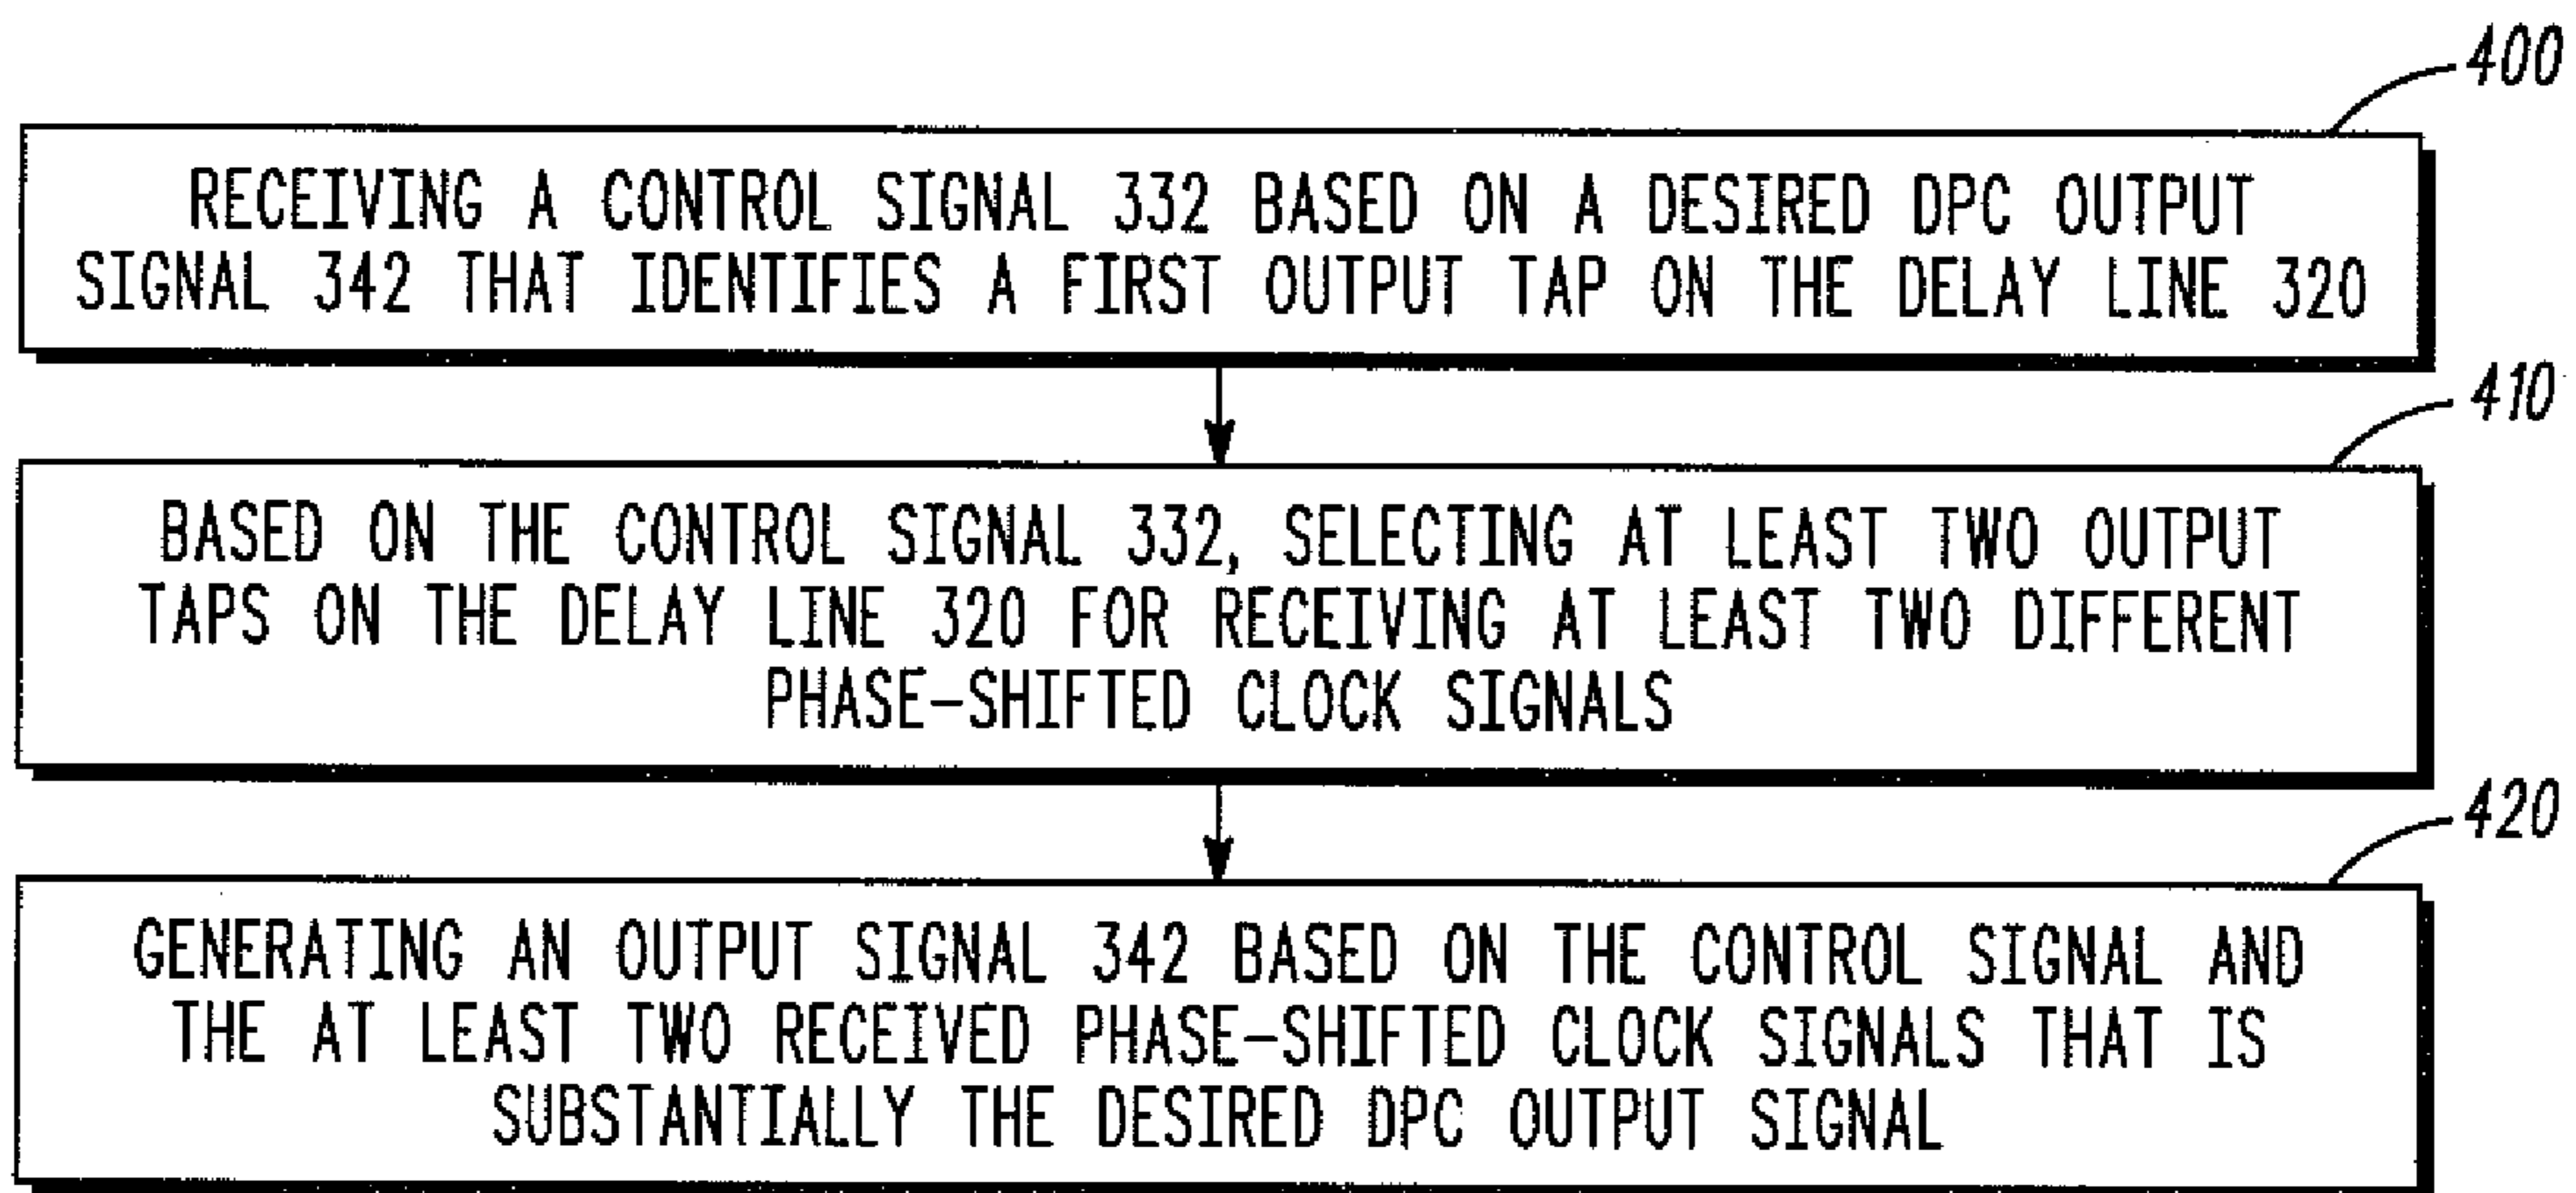 400
RECEIVING A CONTROL SIGNAL 332 BASED ON A DESIRED DPC OUTPUT
SIGNAL 342 THAT IDENTIFIES A FIRST OUTPUT TAP ON THE DELAY LINE 320
410
BASED ON THE CONTROL SIGNAL 332, SELECTING AT LEAST TWO OUTPUT
TAPS ON THE DELAY LINE 320 FOR RECEIVING AT LEAST TWO DIFFERENT
PHASE-SHIFTED CLOCK SIGNALS
420
GENERATING AN OUTPUT SIGNAL 342 BASED ON THE CONTROL SIGNAL AND
THE AT LEAST TWO RECEIVED PHASE-SHIFTED CLOCK SIGNALS THAT IS
SUBSTANTIALLY THE DESIRED DPC OUTPUT SIGNAL